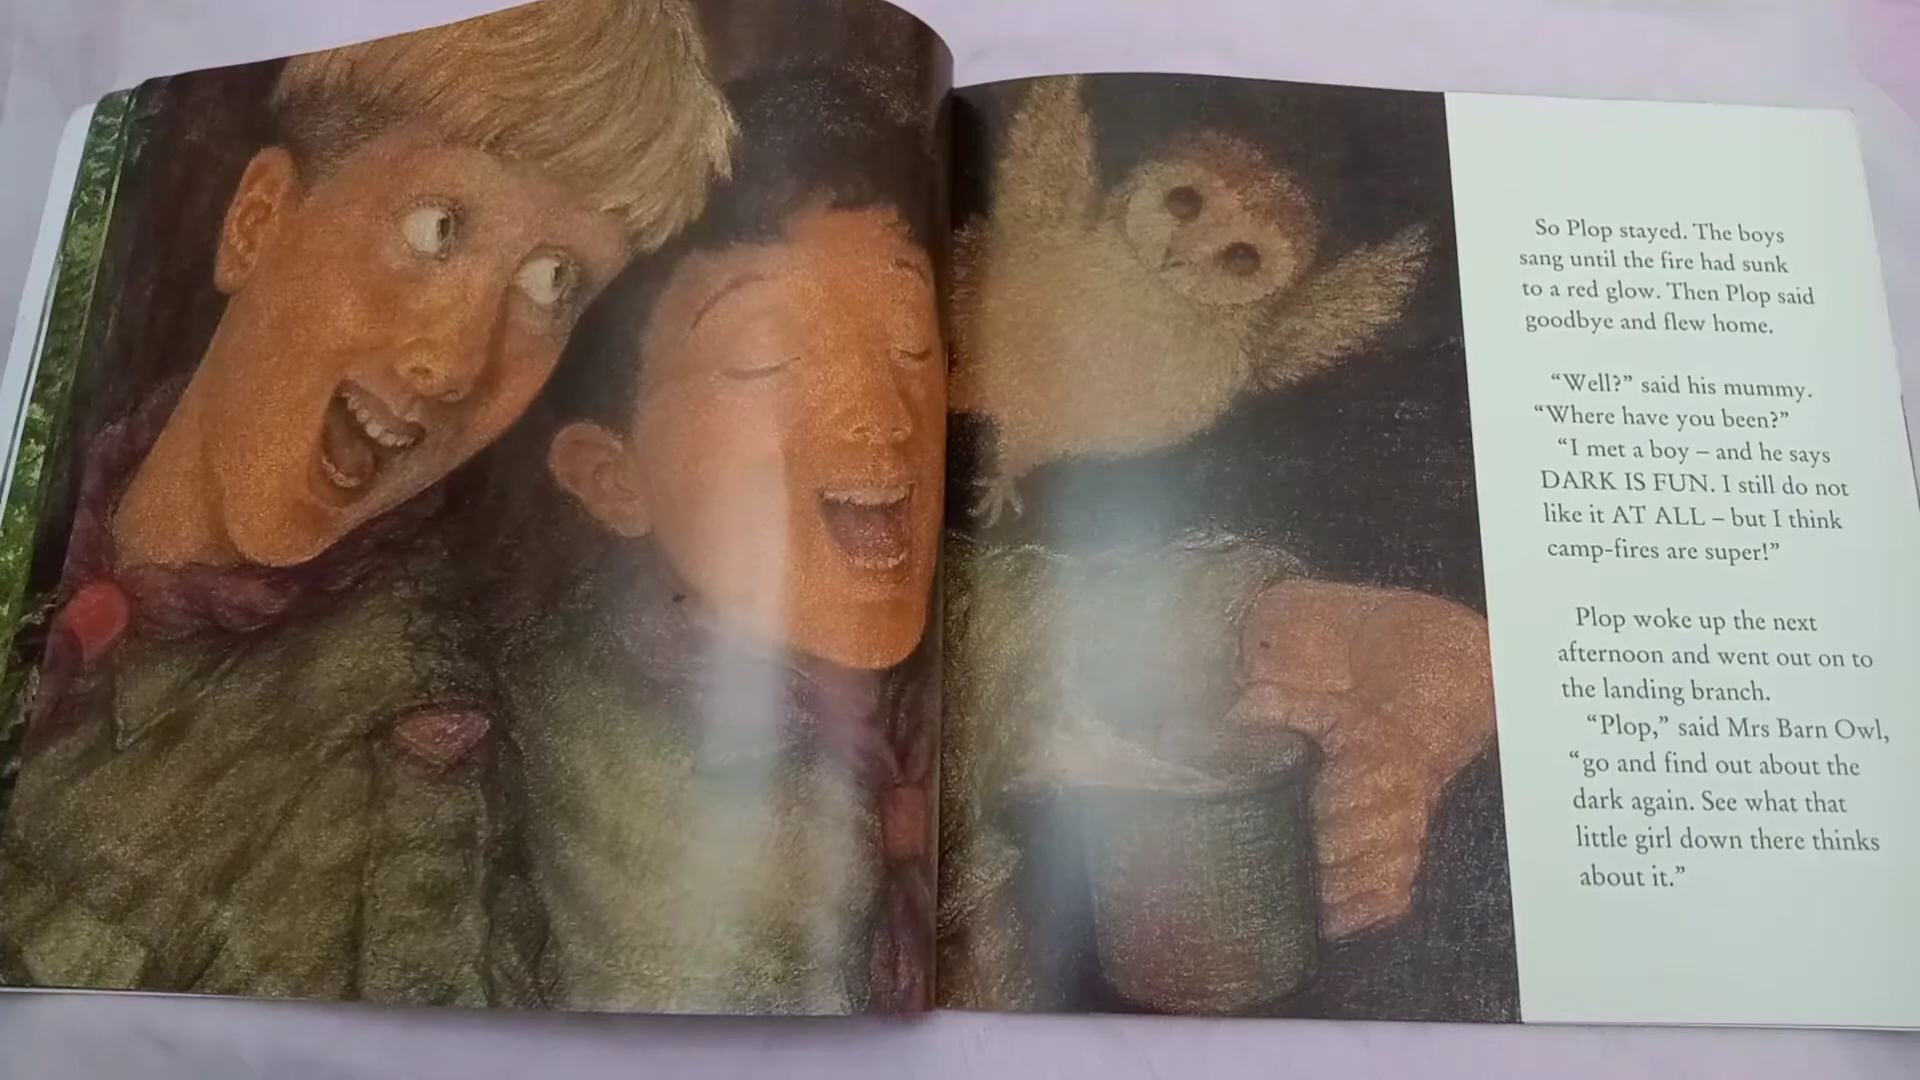 So Plop stayed. The boys
sang until the fire had sunk
to a red glow. Then Plop said
goodbye and flew home.
“Well?” said his mummy.
“Where have you been?”
“I met a boy – and he says
DARK IS FUN. I still do not
like it AT ALL – but I think
camp-fires are super!”
Plop woke up the next
afternoon and went out on to
the landing branch.
“Plop,” said Mrs Barn Owl,
“go and find out about the
dark again. See what that
little girl down there thinks
about it.”